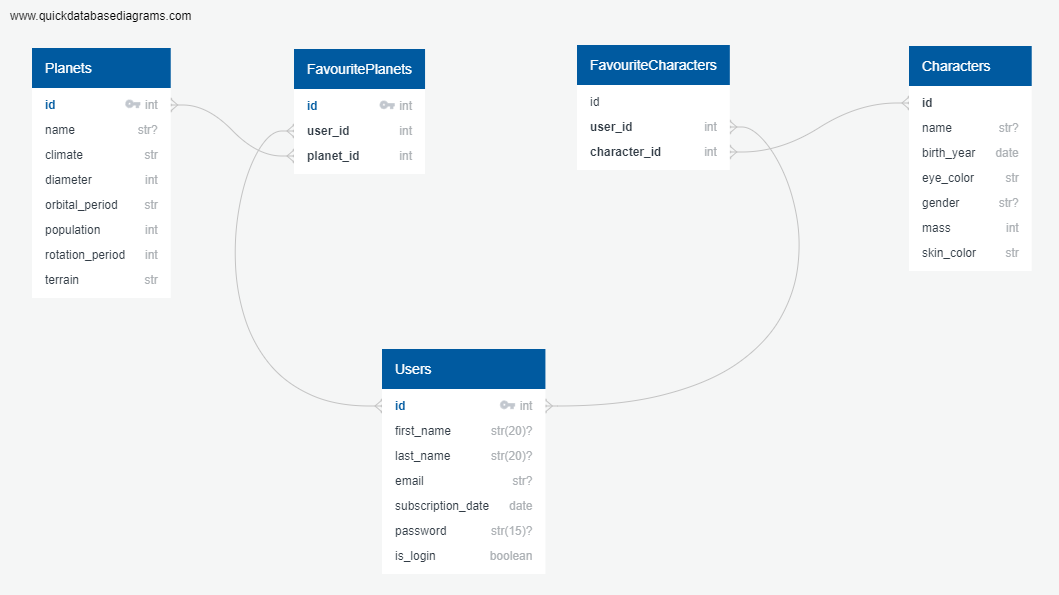 www.quickdatabasediagrams.com
Planets
id int
name str?
climate str
diameter int
orbital_period str
population int
rotation_period int
terrain str
FavouritePlanets
id int
user_id int
planet_id int
FavouriteCharacters
id
user_id int
character_id int
Characters
id
name str?
birth_year date
eye_color str
gender str?
mass int
skin_color str
Users
id int
first_name str(20)?
last_name str(20)?
email str?
subscription_date date
password str(15)?
is_login boolean